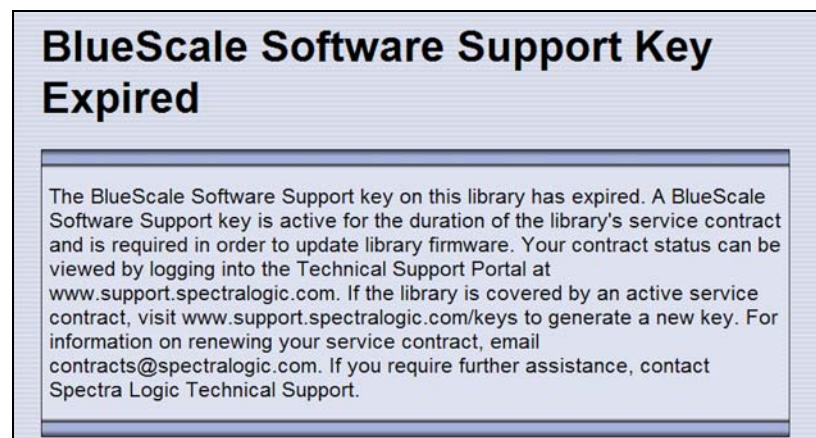 BlueScale Software Support Key
Expired
The BlueScale Software Support key on this library has expired. A BlueScale
Software Support key is active for the duration of the library's service contract
and is required in order to update library firmware. Your contract status can be
viewed by logging into the Technical Support Portal at
www.support.spectralogic.com. If the library is covered by an active service
contract, visit www.support.spectralogic.com/keys to generate a new key. For
information on renewing your service contract, email
contracts@spectralogic.com. If you require further assistance, contact
Spectra Logic Technical Support.